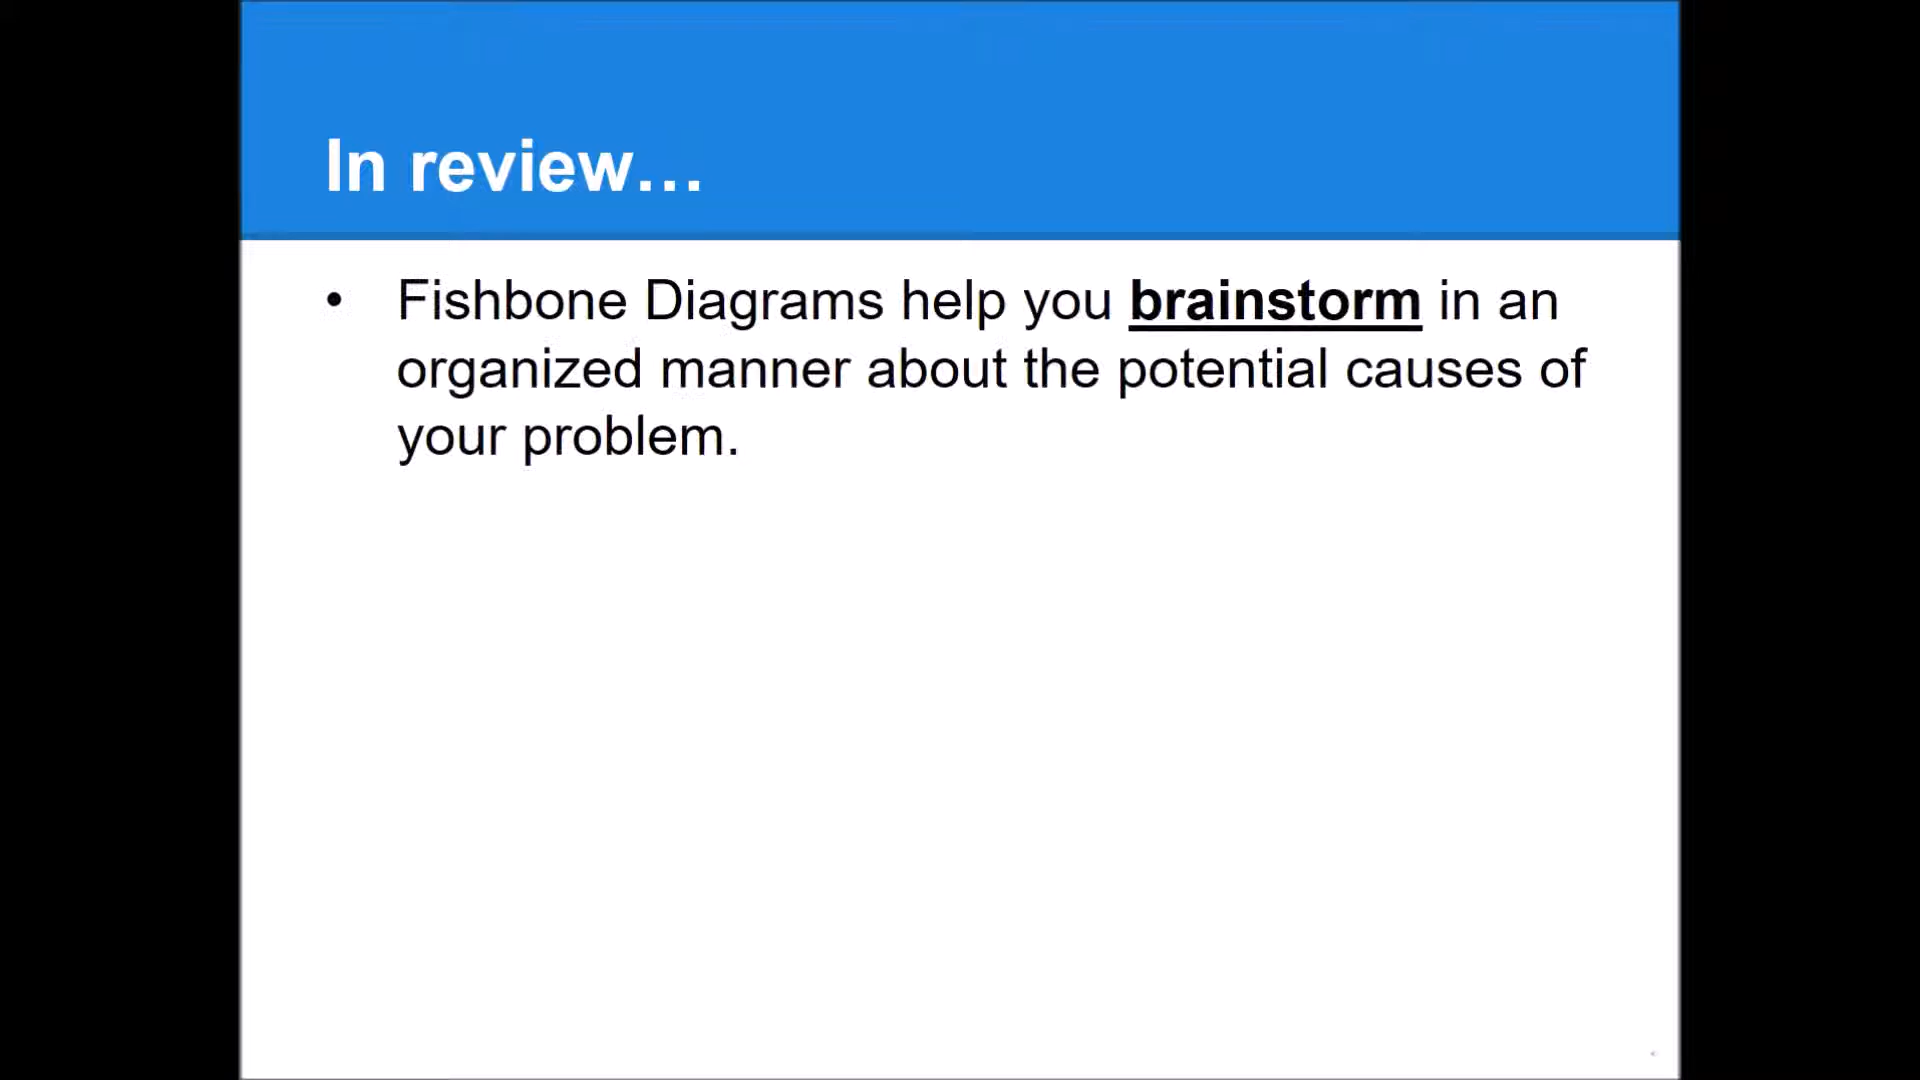 In review…
• Fishbone Diagrams help you brainstorm in an
organized manner about the potential causes of
your problem.